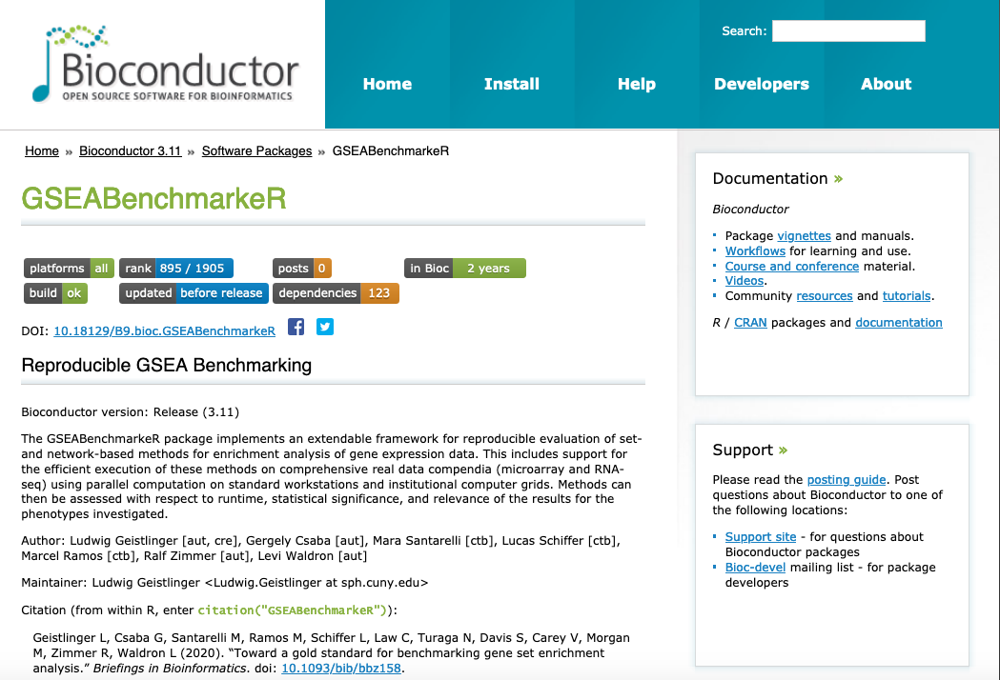 Bioconductor
OPEN SOURCE SOFTWARE FOR BIOINFORMATICS
Search:
Home
Install
Help
Developers
About
Home » Bioconductor 3.11 » Software Packages » GSEABenchmarkeR
GSEABenchmarkeR
platforms all rank 895 / 1905 posts 0 in Bioc 2 years
build ok updated before release dependencies 123
DOI: 10.18129/B9.bioc.GSEABenchmarkeR
Reproducible GSEA Benchmarking
Bioconductor version: Release (3.11)
The GSEABenchmarkeR package implements an extendable framework for reproducible evaluation of set-
and network-based methods for enrichment analysis of gene expression data. This includes support for
the efficient execution of these methods on comprehensive real data compendia (microarray and RNA-
seq) using parallel computation on standard workstations and institutional computer grids. Methods can
then be assessed with respect to runtime, statistical significance, and relevance of the results for the
phenotypes investigated.
Author: Ludwig Geistlinger [aut, cre], Gergely Csaba [aut], Mara Santarelli [ctb], Lucas Schiffer [ctb],
Marcel Ramos [ctb], Ralf Zimmer [aut], Levi Waldron [aut]
Maintainer: Ludwig Geistlinger <Ludwig.Geistlinger at sph.cuny.edu>
Citation (from within R, enter citation("GSEABenchmarkeR")):
Geistlinger L, Csaba G, Santarelli M, Ramos M, Schiffer L, Law C, Turaga N, Davis S, Carey V, Morgan
M, Zimmer R, Waldron L (2020). “Toward a gold standard for benchmarking gene set enrichment
analysis.” Briefings in Bioinformatics. doi: 10.1093/bib/bbz158.
Documentation »
Bioconductor
Package vignettes and manuals.
Workflows for learning and use.
Course and conference material.
Videos.
Community resources and tutorials.
R / CRAN packages and documentation
Support »
Please read the posting guide. Post
questions about Bioconductor to one of
the following locations:
Support site - for questions about
Bioconductor packages
Bioc-devel mailing list - for package
developers